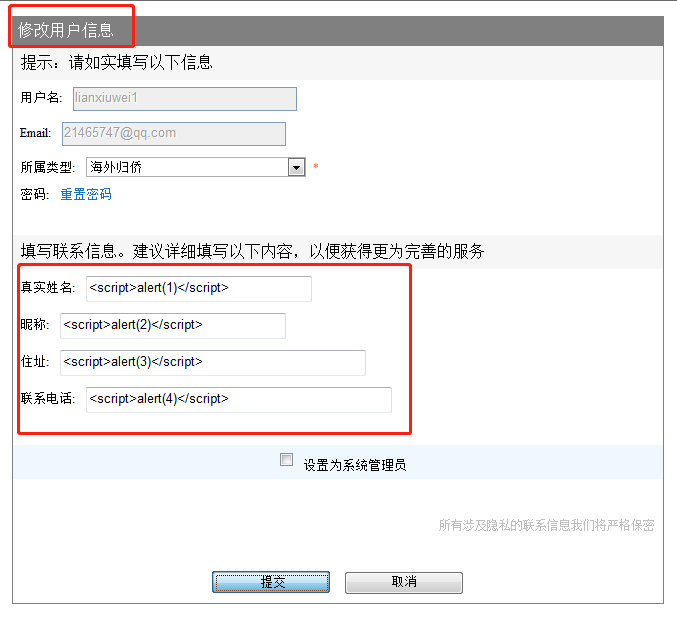 修改用户信息
提示：请如实填写以下信息
用户名: lianxiuwei1
Email: 21465747@qq.com
所属类型: 海外归侨 *
密码: 重置密码
填写联系信息。建议详细填写以下内容，以便获得更为完善的服务
真实姓名: <script>alert(1)</script>
昵称: <script>alert(2)</script>
住址: <script>alert(3)</script>
联系电话: <script>alert(4)</script>
设置为系统管理员
所有涉及隐私的联系信息我们将严格保密
提交 取消